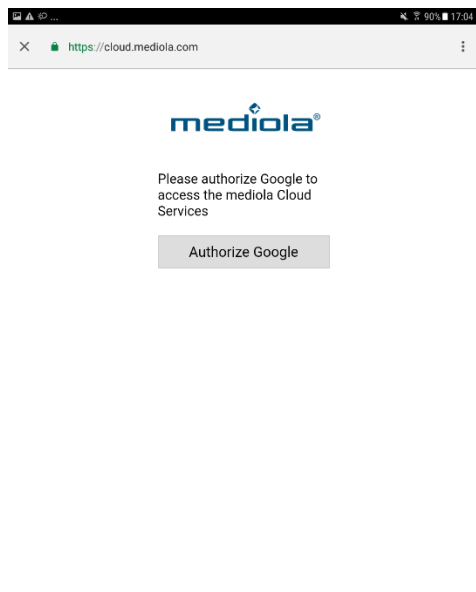 ... 90% 17:04
https://cloud.mediola.com
mediola®
Please authorize Google to
access the mediola Cloud
Services
Authorize Google